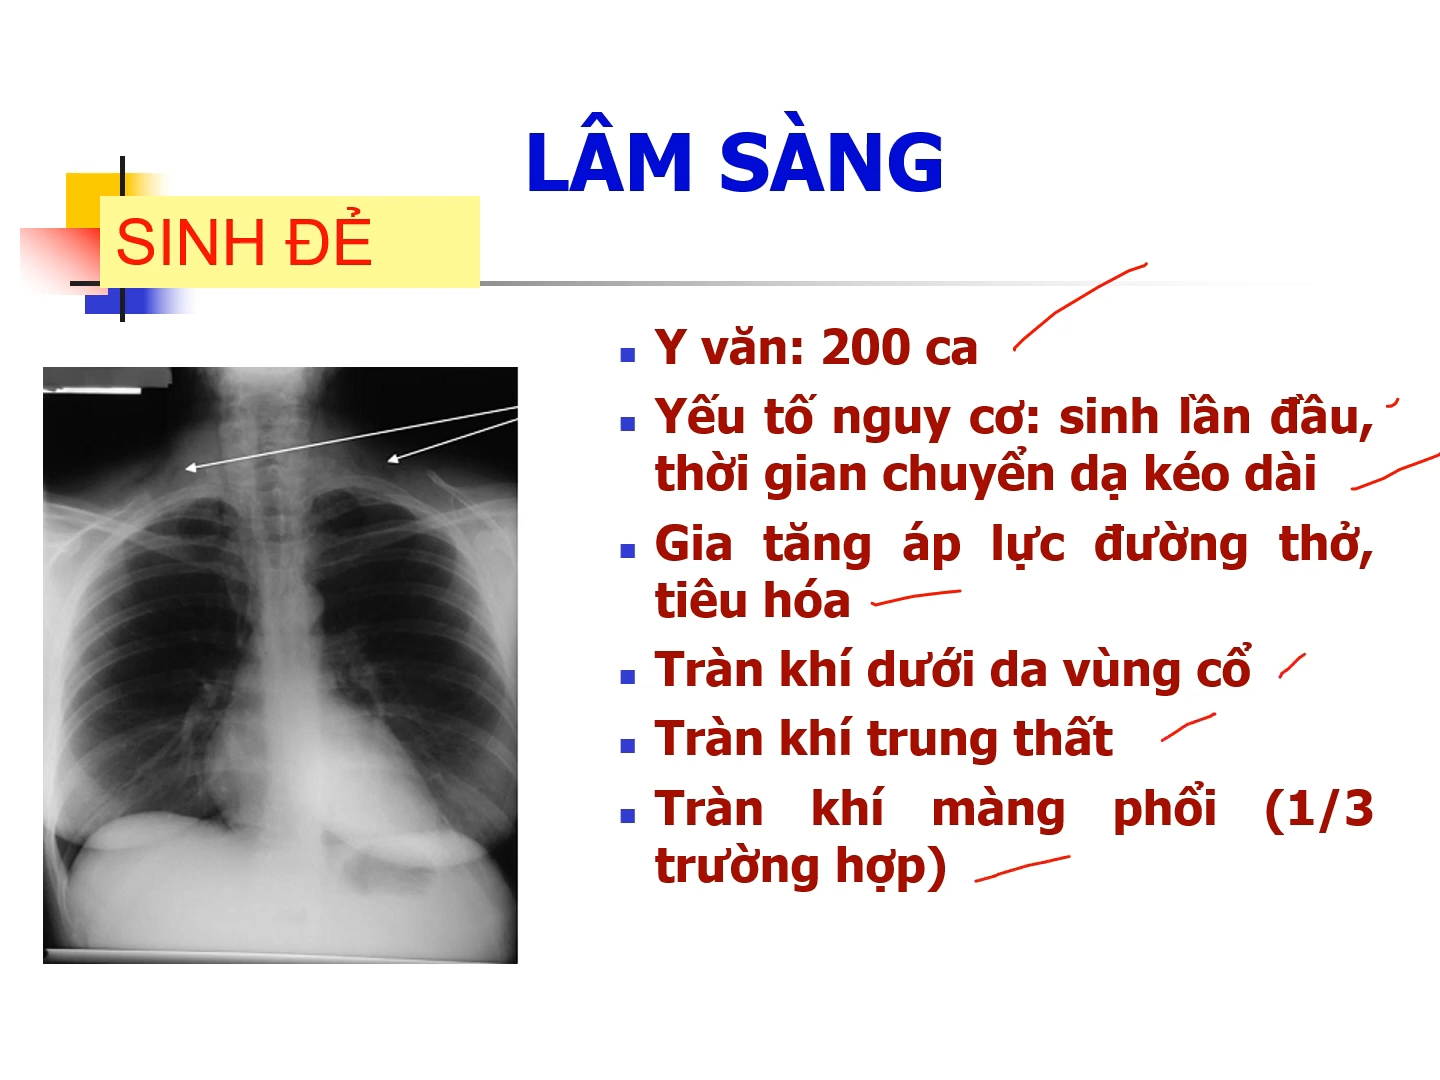 LÂM SÀNG
SINH ĐẺ
Y văn: 200 ca
Yếu tố nguy cơ: sinh lần đầu,
thời gian chuyển dạ kéo dài
Gia tăng áp lực đường thở,
tiêu hóa
Tràn khí dưới da vùng cổ
Tràn khí trung thất
Tràn khí màng phổi (1/3
trường hợp)